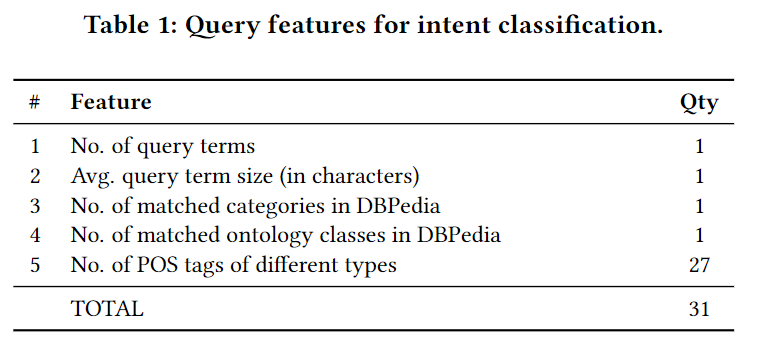 Table 1: Query features for intent classification.
# Feature Qty
1 No. of query terms 1
2 Avg. query term size (in characters) 1
3 No. of matched categories in DBPedia 1
4 No. of matched ontology classes in DBPedia 1
5 No. of POS tags of different types 27
TOTAL 31